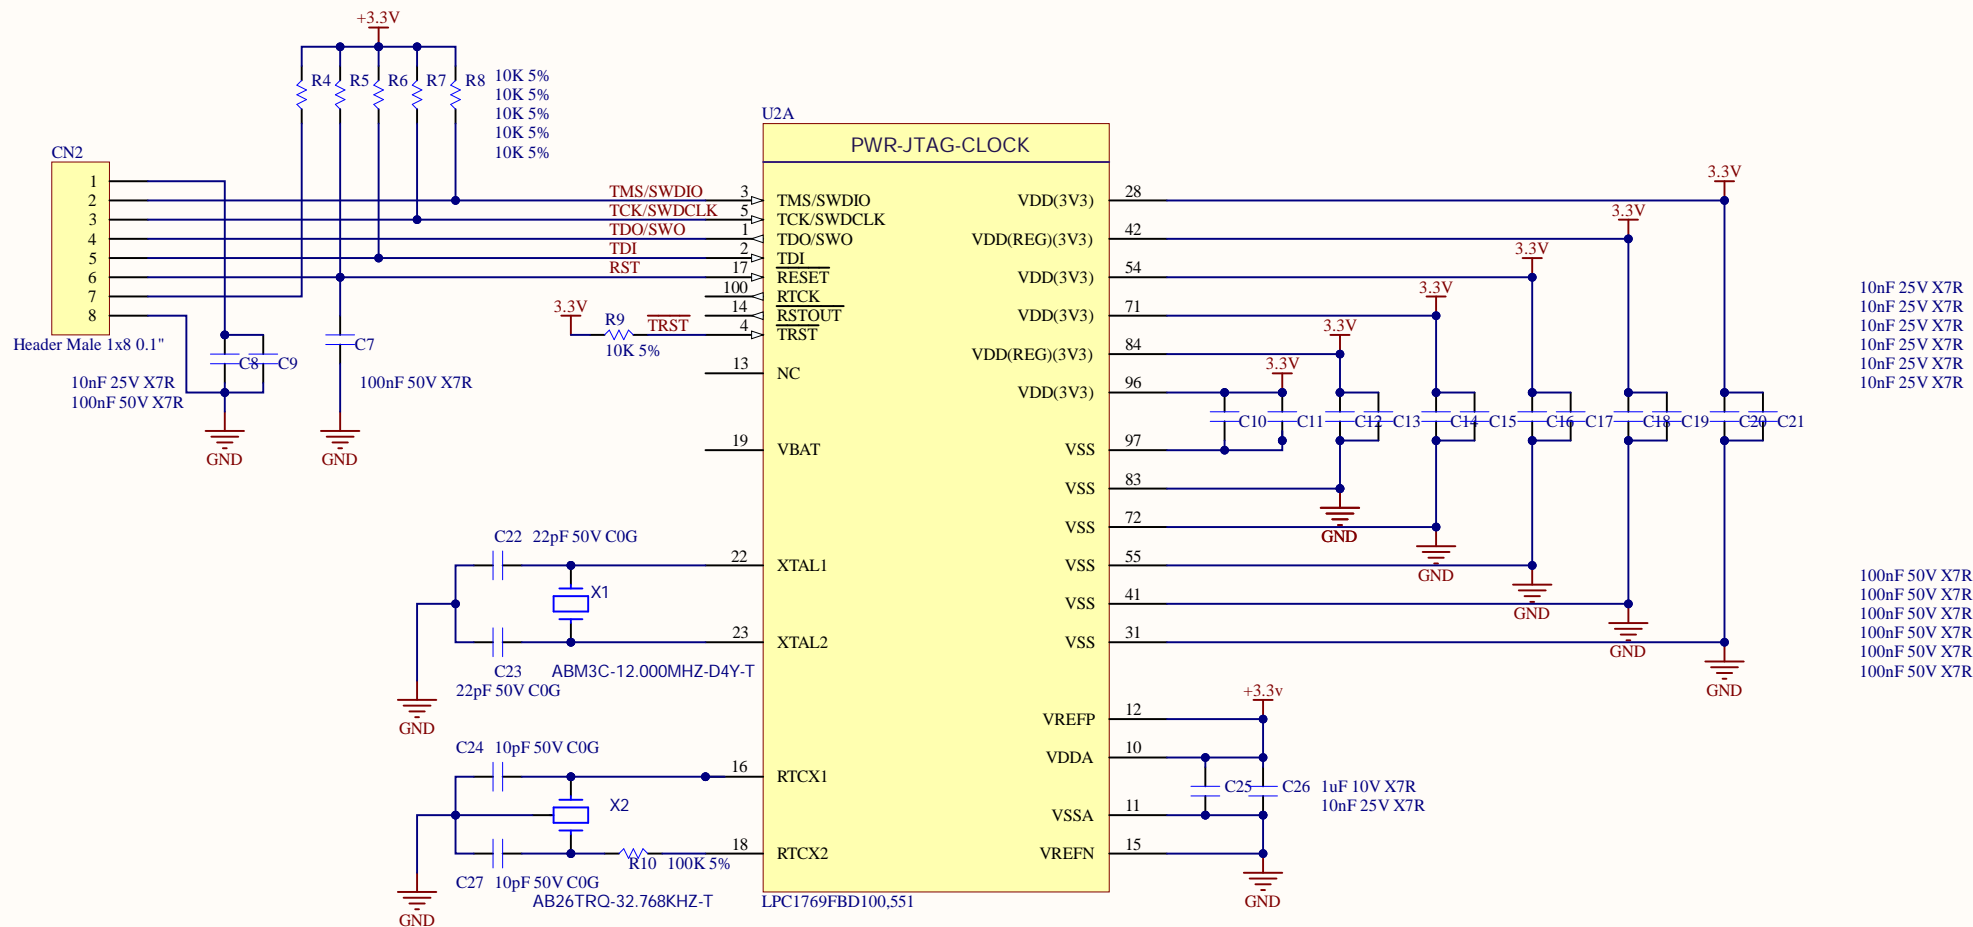 +3.3V
R4 R5 R6 R7 R8
10K 5%
10K 5%
10K 5%
10K 5%
10K 5%
CN2
1
2
3
4
5
6
7
8
Header Male 1x8 0.1"
C8 C9
10nF 25V X7R
100nF 50V X7R
GND
C7
100nF 50V X7R
GND
TMS/SWDIO
TCK/SWDCLK
TDO/SWO
TDI
RST
3.3V
R9
10K 5%
TRST
U2A
PWR-JTAG-CLOCK
3 TMS/SWDIO
5 TCK/SWDCLK
1 TDO/SWO
2 TDI
17 RESET
100 RTCK
14 RSTOUT
4 TRST
13 NC
19 VBAT
22 XTAL1
23 XTAL2
16 RTCX1
18 RTCX2
LPC1769FBD100,551
C22 22pF 50V C0G
X1
C23
22pF 50V C0G
ABM3C-12.000MHZ-D4Y-T
GND
C24 10pF 50V C0G
X2
R10 100K 5%
C27 10pF 50V C0G
AB26TRQ-32.768KHZ-T
GND
VDD(3V3) 28
VDD(REG)(3V3) 42
VDD(3V3) 54
VDD(3V3) 71
VDD(REG)(3V3) 84
VDD(3V3) 96
VSS 97
VSS 83
VSS 72
VSS 55
VSS 41
VSS 31
VREFP 12
VDDA 10
VSSA 11
VREFN 15
3.3V
3.3V
3.3V
3.3V
3.3V
3.3V
C10 C11 C12 C13 C14 C15 C16 C17 C18 C19 C20 C21
GND
GND
GND
GND
GND
10nF 25V X7R
10nF 25V X7R
10nF 25V X7R
10nF 25V X7R
10nF 25V X7R
10nF 25V X7R
100nF 50V X7R
100nF 50V X7R
100nF 50V X7R
100nF 50V X7R
100nF 50V X7R
100nF 50V X7R
+3.3v
C25 C26 1uF 10V X7R
10nF 25V X7R
GND